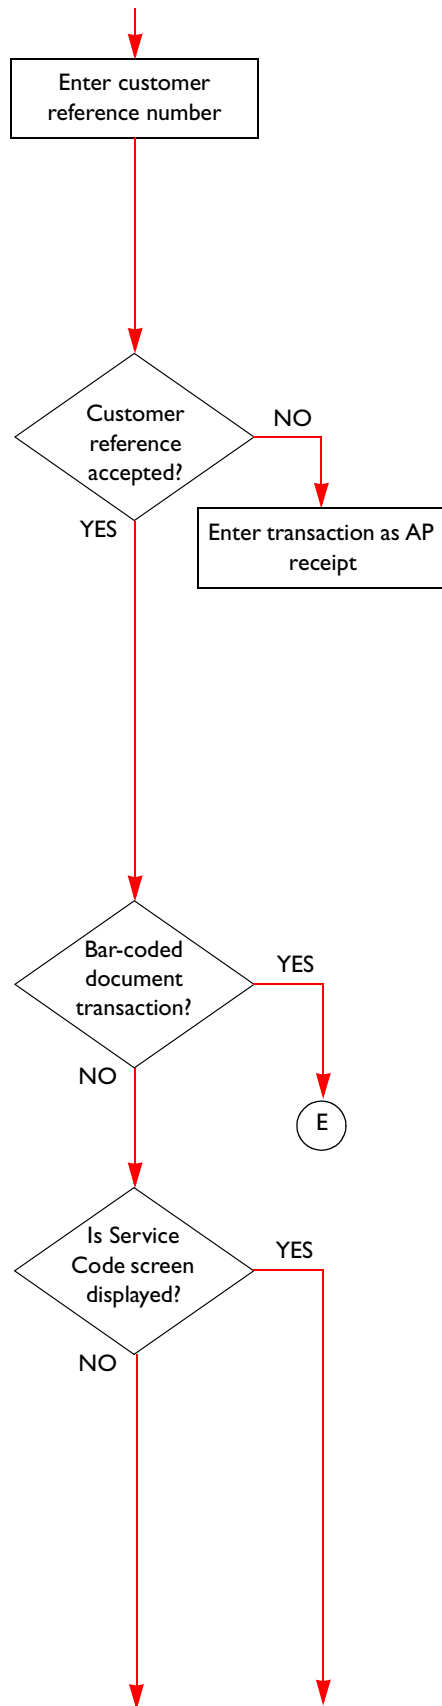 Enter customer
reference number
Customer
reference
accepted?
NO
YES
Enter transaction as AP
receipt
Bar-coded
document
transaction?
YES
NO
E
Is Service
Code screen
displayed?
YES
NO